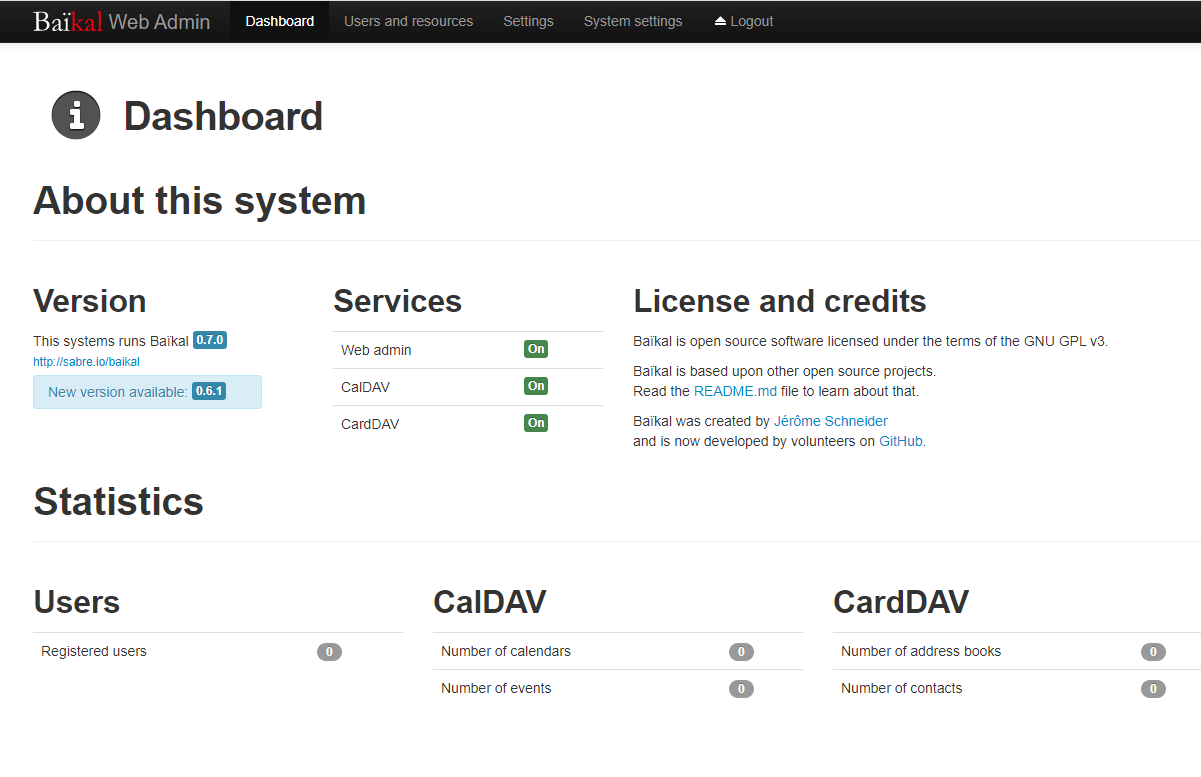 Baïkal Web Admin Dashboard Users and resources Settings System settings Logout
Dashboard
About this system
Version
This systems runs Baïkal 0.7.0
http://sabre.io/baikal
New version available: 0.6.1
Services
Web admin On
CalDAV On
CardDAV On
License and credits
Baïkal is open source software licensed under the terms of the GNU GPL v3.
Baïkal is based upon other open source projects.
Read the README.md file to learn about that.
Baïkal was created by Jérôme Schneider
and is now developed by volunteers on GitHub.
Statistics
Users
Registered users 0
CalDAV
Number of calendars 0
Number of events 0
CardDAV
Number of address books 0
Number of contacts 0